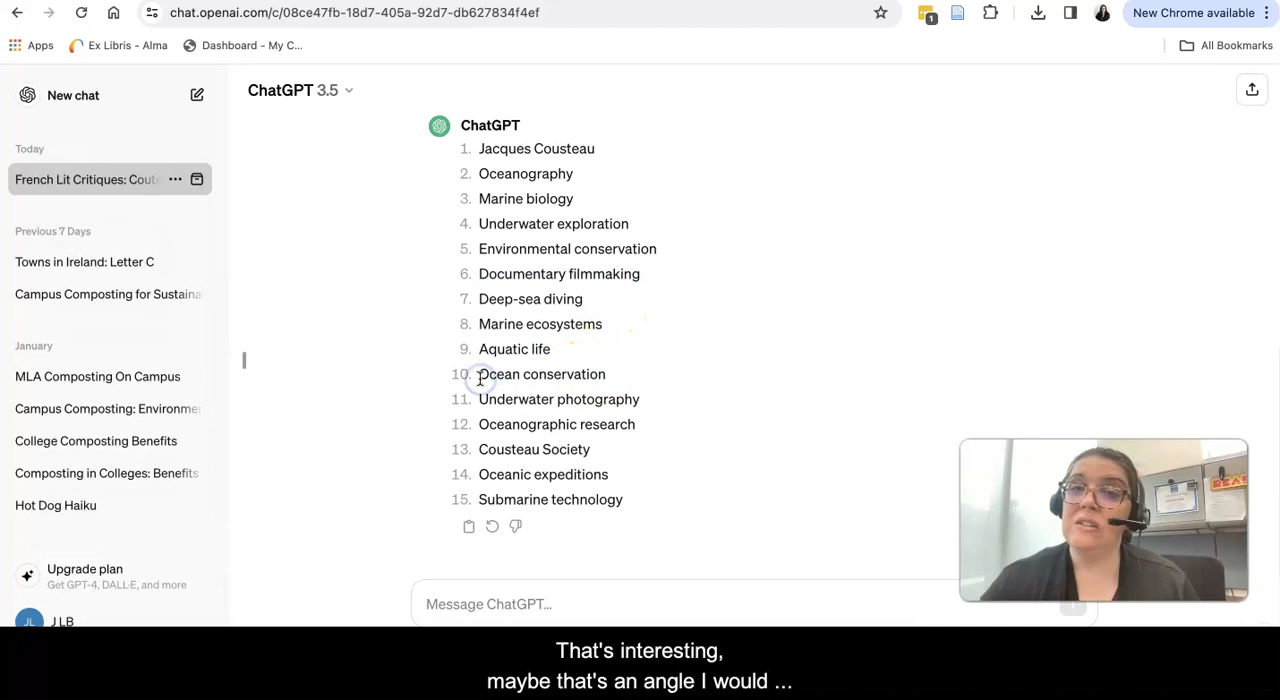 chat.openai.com/c/08ce47fb-18d7-405a-92d7-db627834f4ef
1
New Chrome available
Apps
Ex Libris - Alma
Dashboard - My C...
All Bookmarks
New chat
ChatGPT 3.5
Today
French Lit Critiques: Coute
Previous 7 Days
Towns in Ireland: Letter C
Campus Composting for Sustaina
January
MLA Composting On Campus
Campus Composting: Environme
College Composting Benefits
Composting in Colleges: Benefits
Hot Dog Haiku
Upgrade plan
Get GPT-4, DALL·E, and more
JL
J LB
ChatGPT
1. Jacques Cousteau
2. Oceanography
3. Marine biology
4. Underwater exploration
5. Environmental conservation
6. Documentary filmmaking
7. Deep-sea diving
8. Marine ecosystems
9. Aquatic life
10. Ocean conservation
11. Underwater photography
12. Oceanographic research
13. Cousteau Society
14. Oceanic expeditions
15. Submarine technology
Message ChatGPT...
That's interesting,
maybe that's an angle I would ...